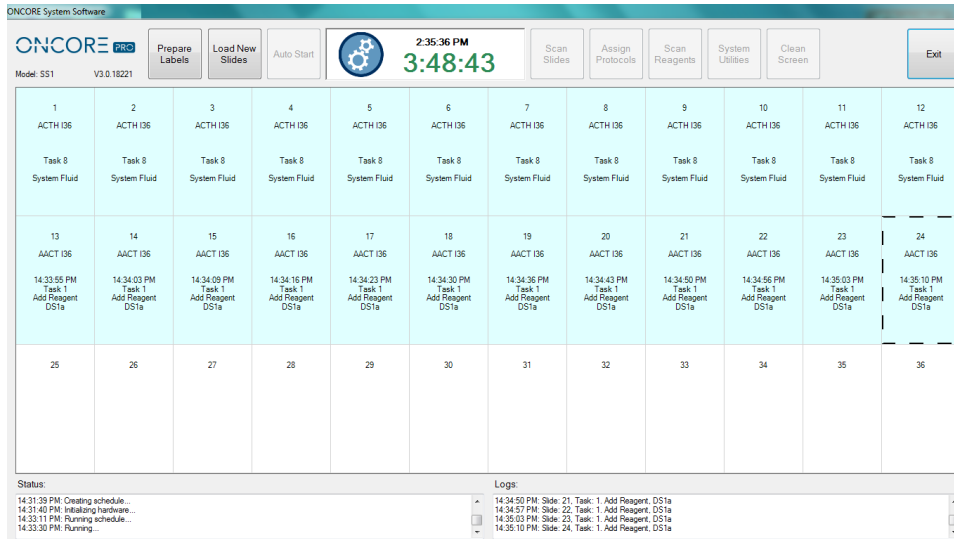 ONCORE System Software
ONCORE PRO
Model: SS1 V3.0.18221
Prepare Labels
Load New Slides
Auto Start
2:35:36 PM
3:48:43
Scan Slides
Assign Protocols
Scan Reagents
System Utilities
Clean Screen
Exit
1 2 3 4 5 6 7 8 9 10 11 12
ACTH I36 ACTH I36 ACTH I36 ACTH I36 ACTH I36 ACTH I36 ACTH I36 ACTH I36 ACTH I36 ACTH I36 ACTH I36 ACTH I36
Task 8 Task 8 Task 8 Task 8 Task 8 Task 8 Task 8 Task 8 Task 8 Task 8 Task 8 Task 8
System Fluid System Fluid System Fluid System Fluid System Fluid System Fluid System Fluid System Fluid System Fluid System Fluid System Fluid System Fluid
13 14 15 16 17 18 19 20 21 22 23 24
AACT I36 AACT I36 AACT I36 AACT I36 AACT I36 AACT I36 AACT I36 AACT I36 AACT I36 AACT I36 AACT I36 AACT I36
14:33:55 PM 14:34:03 PM 14:34:09 PM 14:34:16 PM 14:34:23 PM 14:34:30 PM 14:34:36 PM 14:34:43 PM 14:34:50 PM 14:34:56 PM 14:35:03 PM 14:35:10 PM
Task 1 Task 1 Task 1 Task 1 Task 1 Task 1 Task 1 Task 1 Task 1 Task 1 Task 1 Task 1
Add Reagent Add Reagent Add Reagent Add Reagent Add Reagent Add Reagent Add Reagent Add Reagent Add Reagent Add Reagent Add Reagent Add Reagent
DS1a DS1a DS1a DS1a DS1a DS1a DS1a DS1a DS1a DS1a DS1a DS1a
25 26 27 28 29 30 31 32 33 34 35 36
Status:
14:31:39 PM: Creating schedule...
14:31:40 PM: Initializing hardware...
14:33:11 PM: Running schedule...
14:33:30 PM: Running...
Logs:
14:34:50 PM: Slide: 21, Task: 1. Add Reagent, DS1a
14:34:57 PM: Slide: 22, Task: 1. Add Reagent, DS1a
14:35:03 PM: Slide: 23, Task: 1. Add Reagent, DS1a
14:35:10 PM: Slide: 24, Task: 1. Add Reagent, DS1a